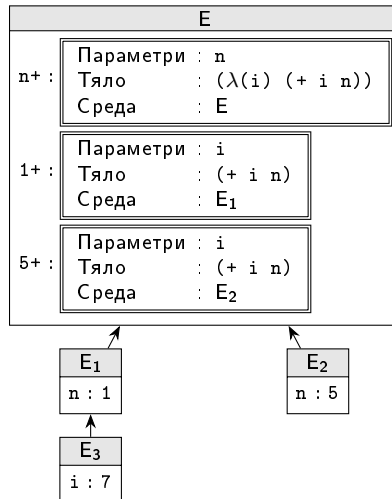 E
n+ :
Параметри : n
Тяло : (λ(i) (+ i n))
Среда : E
1+ :
Параметри : i
Тяло : (+ i n)
Среда : E₁
5+ :
Параметри : i
Тяло : (+ i n)
Среда : E₂
E₁
n : 1
E₂
n : 5
E₃
i : 7